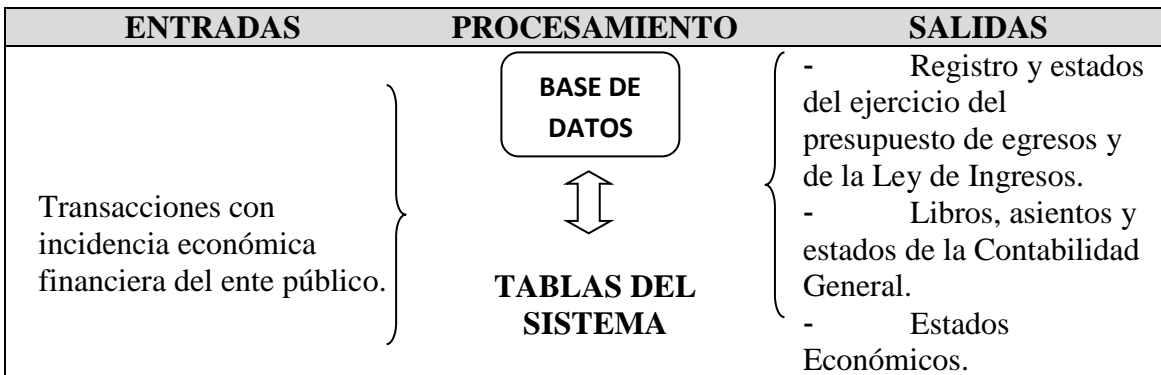 ENTRADAS PROCESAMIENTO SALIDAS
Transacciones con
incidencia económica
financiera del ente público.
BASE DE
DATOS
TABLAS DEL
SISTEMA
- Registro y estados
del ejercicio del
presupuesto de egresos y
de la Ley de Ingresos.
- Libros, asientos y
estados de la Contabilidad
General.
- Estados
Económicos.